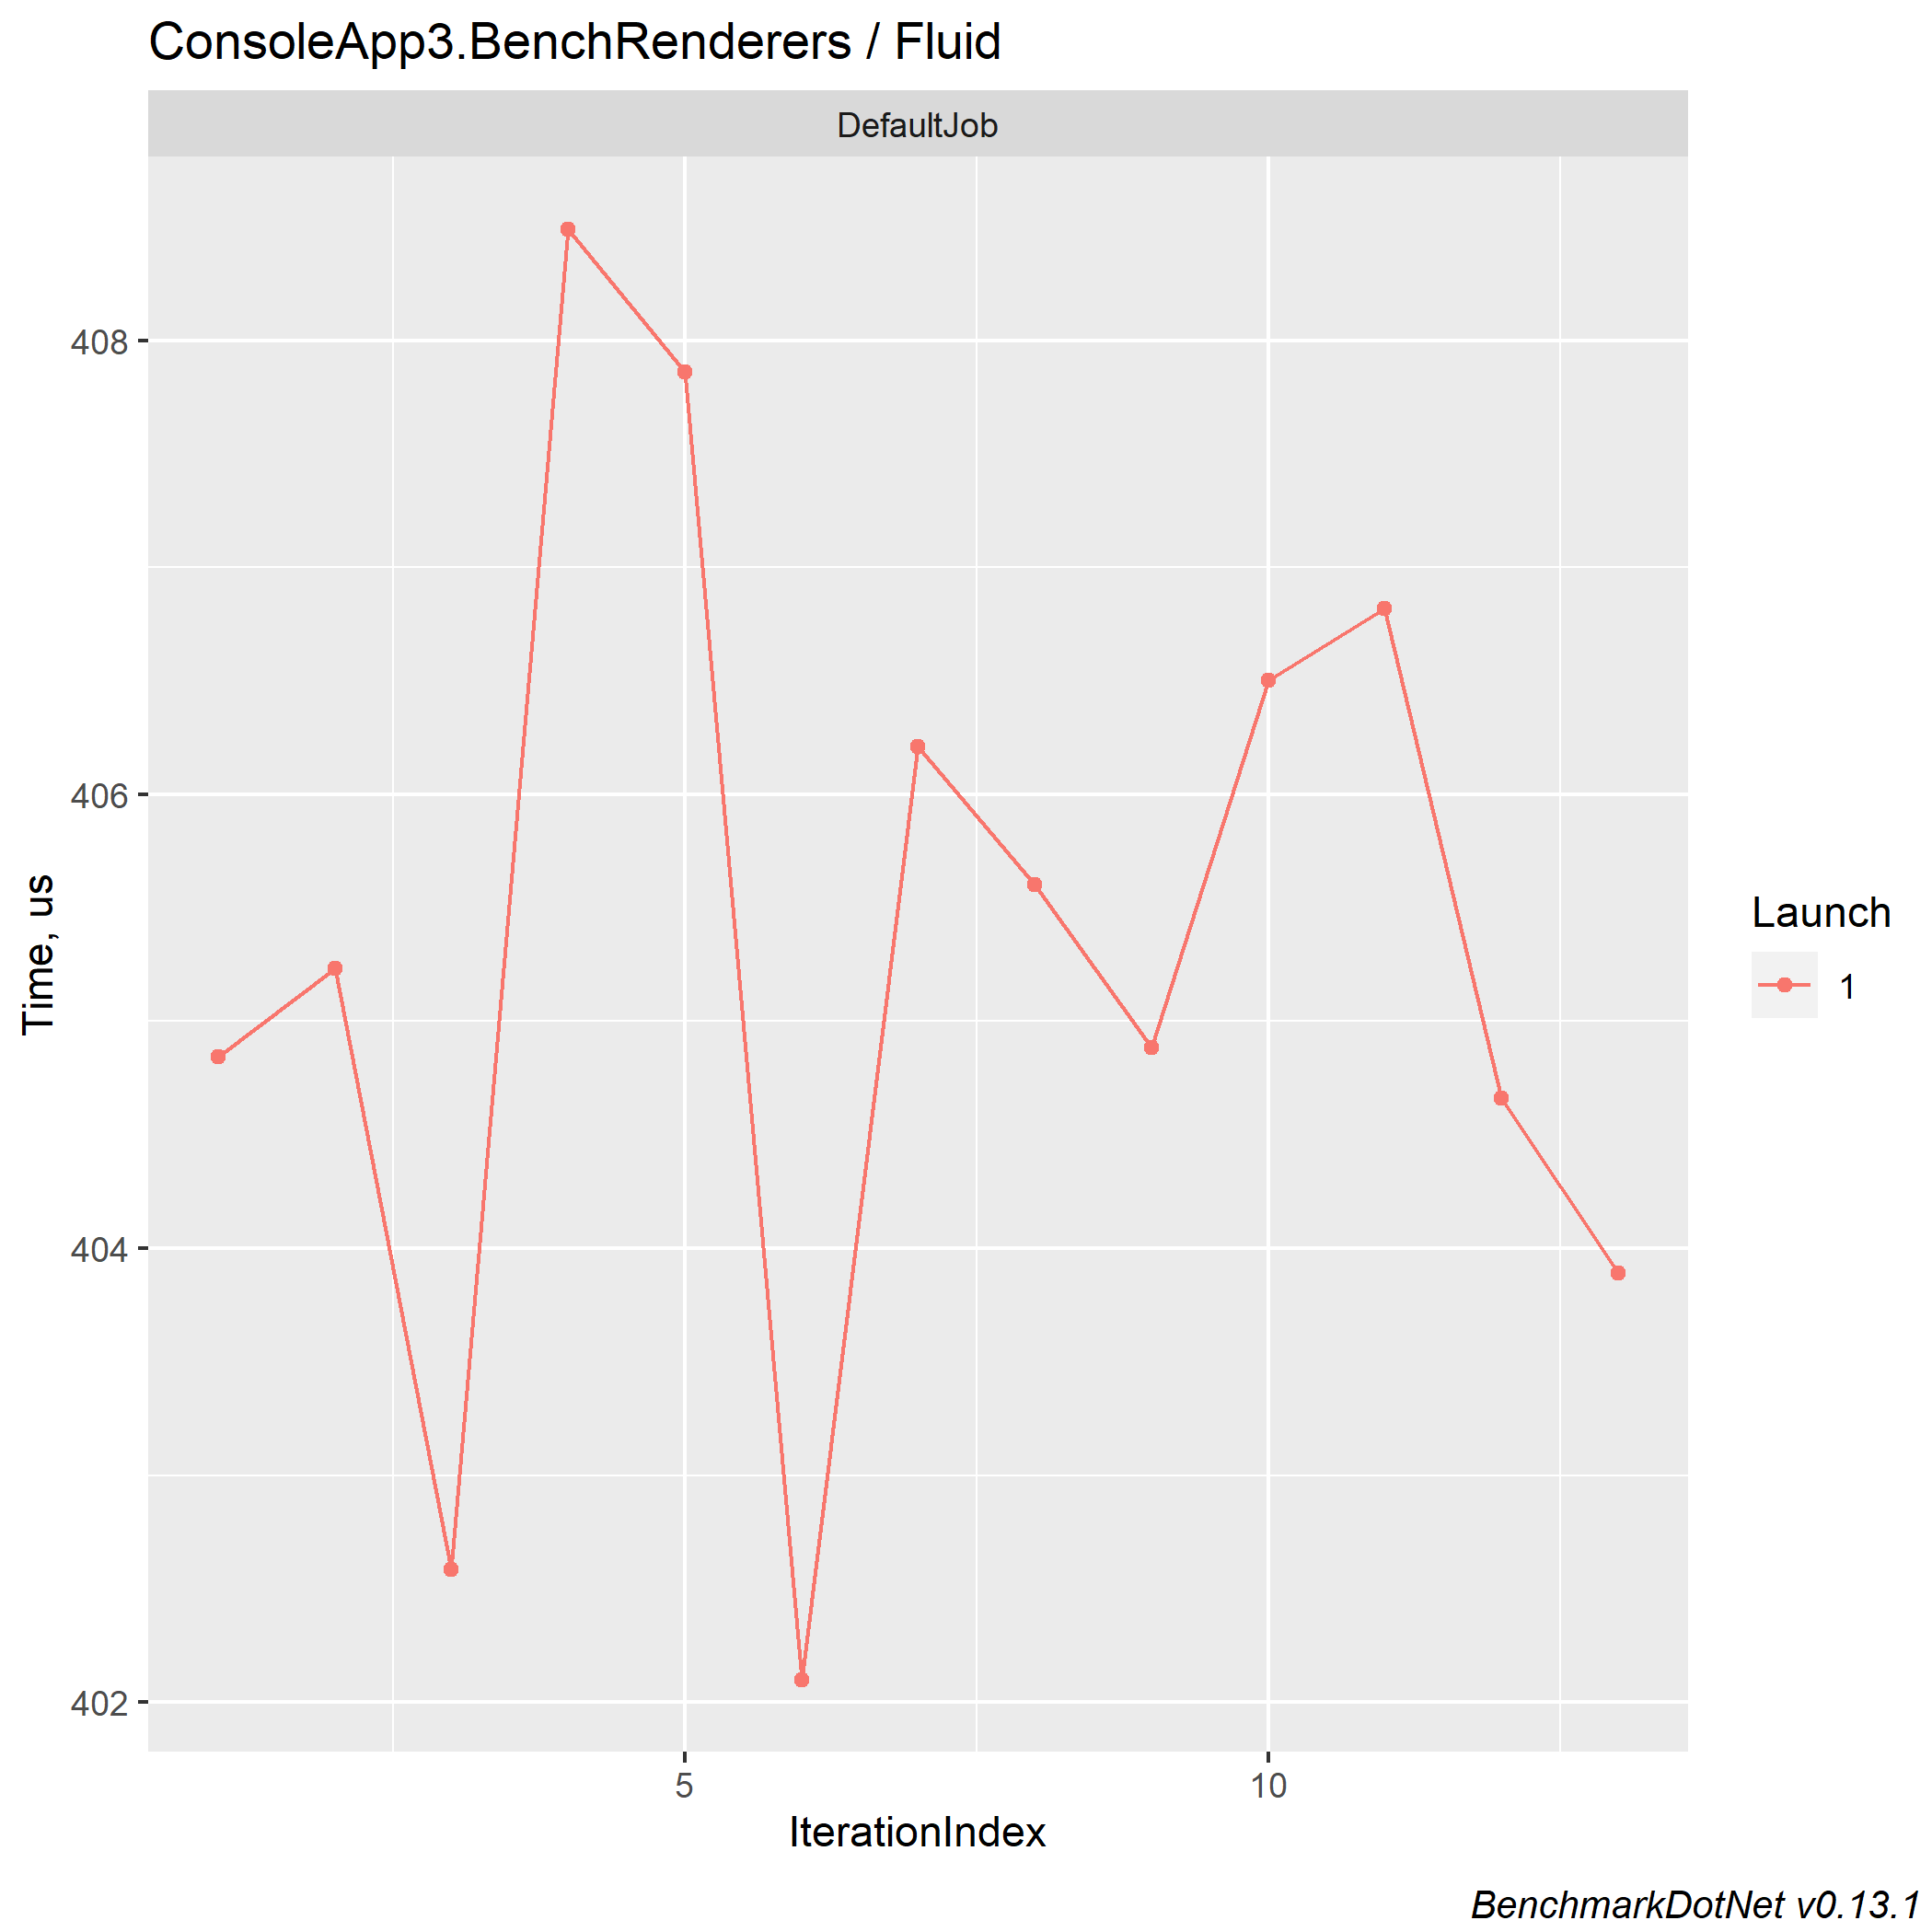 ConsoleApp3.BenchRenderers / Fluid
DefaultJob
408
406
404
402
Time, us
5
10
IterationIndex
Launch
1
BenchmarkDotNet v0.13.1